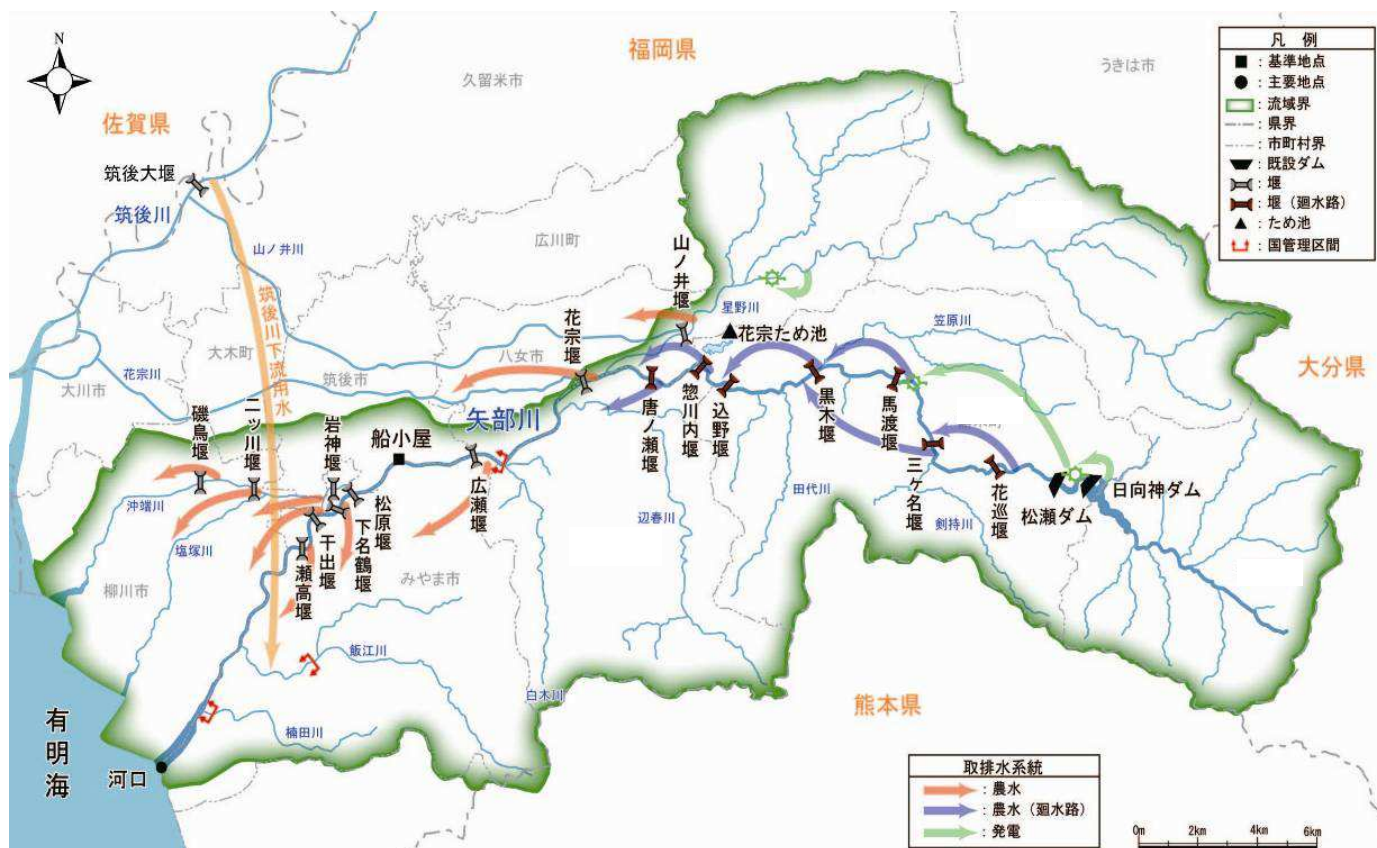 N
福岡県
久留米市
うきは市
佐賀県
筑後大堰
筑後川
山ノ井川
広川町
山ノ井堰
星野川
花宗ため池
笠原川
筑後川下流用水
大木町
花宗堰
八女市
筑後市
大川市
花宗川
大分県
矢部川
磯鳥堰
二ッ川堰
岩神堰
船小屋
唐ノ瀬堰
惣川内堰
込野堰
黒木堰
馬渡堰
三ヶ名堰
花巡堰
松瀬ダム
日向神ダム
松原堰
広瀬堰
沖端川
塩塚川
下名鶴堰
干出堰
瀬高堰
辺春川
田代川
剣持川
柳川市
みやま市
飯江川
白木川
楠田川
熊本県
有明海
河口
凡 例
:基準地点
:主要地点
:流域界
:県界
:市町村界
:既設ダム
:堰
:堰(廻水路)
:ため池
:国管理区間
取排水系統
:農水
:農水(廻水路)
:発電
0m 2km 4km 6km